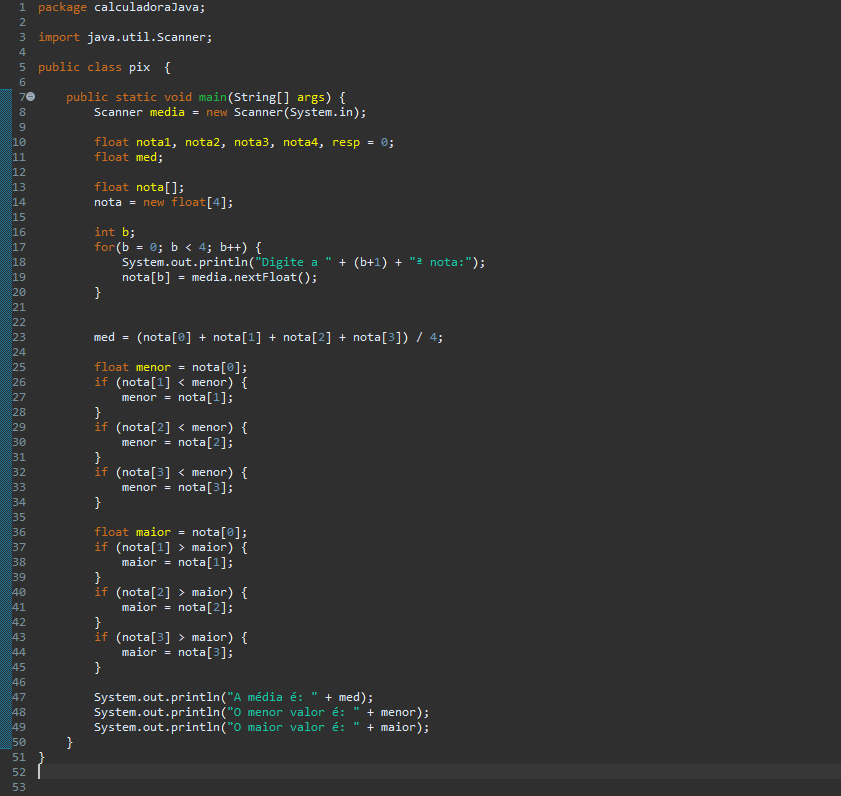 1 package calculadoraJava;
2
3 import java.util.Scanner;
4
5 public class pix  {
6
7 public static void main(String[] args) {
8 Scanner media = new Scanner(System.in);
9
10 float nota1, nota2, nota3, nota4, resp = 0;
11 float med;
12
13 float nota[];
14 nota = new float[4];
15
16 int b;
17 for(b = 0; b < 4; b++) {
18 System.out.println("Digite a " + (b+1) + "ª nota:");
19 nota[b] = media.nextFloat();
20 }
21
22
23 med = (nota[0] + nota[1] + nota[2] + nota[3]) / 4;
24
25 float menor = nota[0];
26 if (nota[1] < menor) {
27 menor = nota[1];
28 }
29 if (nota[2] < menor) {
30 menor = nota[2];
31 }
32 if (nota[3] < menor) {
33 menor = nota[3];
34 }
35
36 float maior = nota[0];
37 if (nota[1] > maior) {
38 maior = nota[1];
39 }
40 if (nota[2] > maior) {
41 maior = nota[2];
42 }
43 if (nota[3] > maior) {
44 maior = nota[3];
45 }
46
47 System.out.println("A média é: " + med);
48 System.out.println("O menor valor é: " + menor);
49 System.out.println("O maior valor é: " + maior);
50 }
51 }
52
53